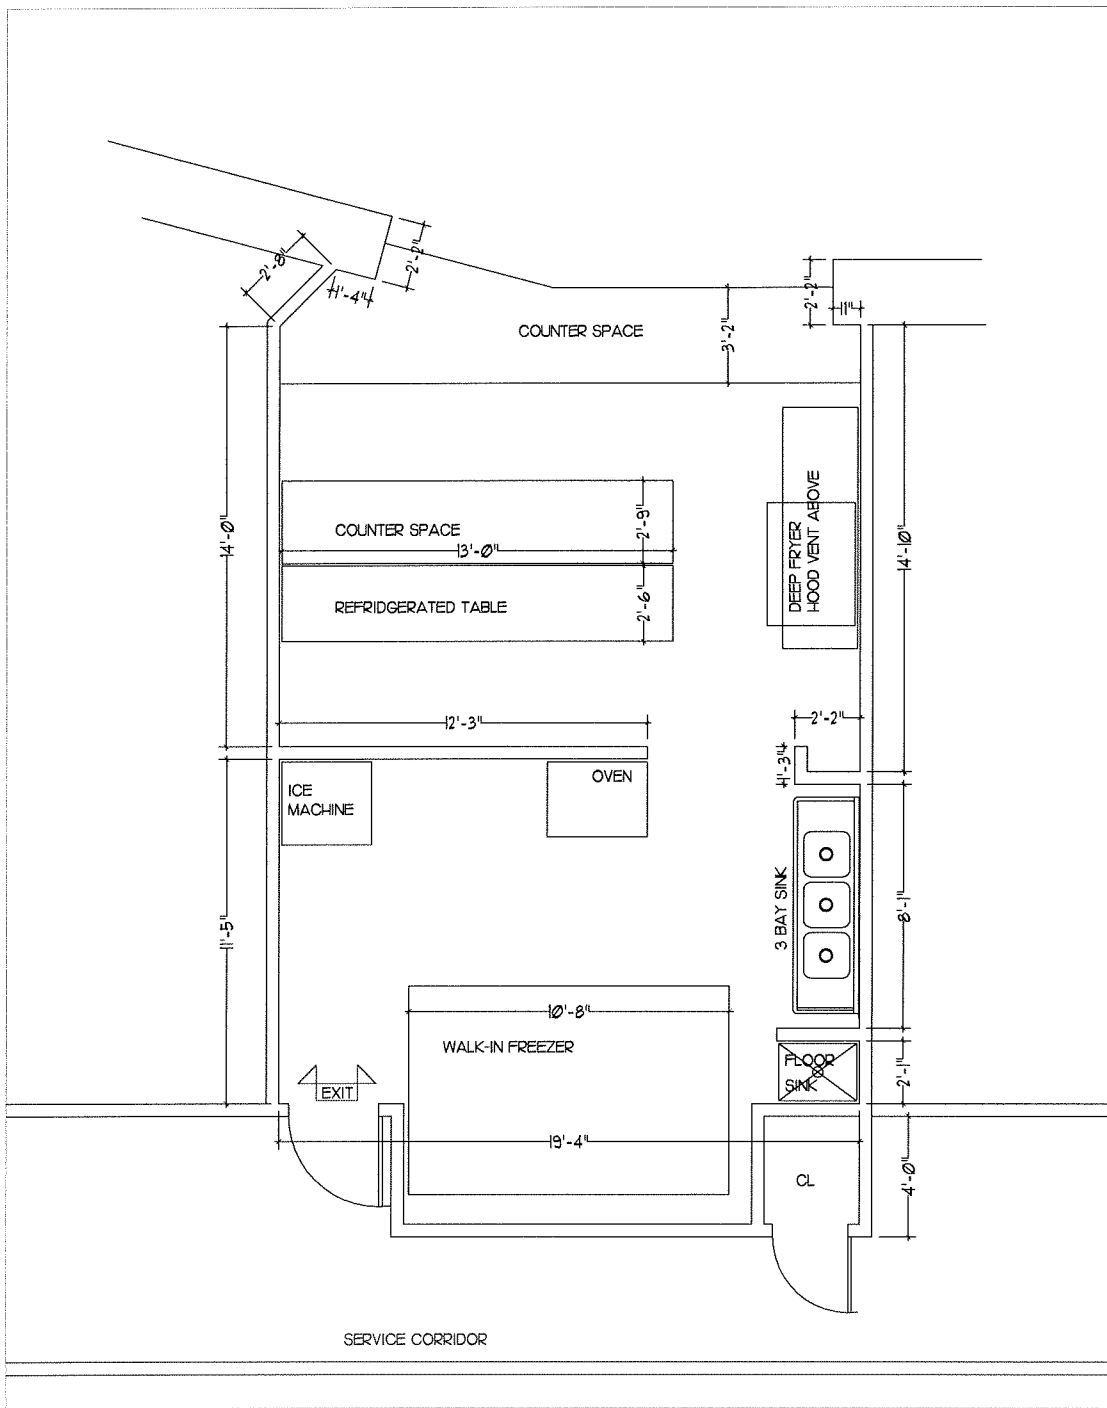 2'-8"
2'-2"
1'-4"
2'-2"
11"
COUNTER SPACE
3'-2"
14'-0"
COUNTER SPACE
2'-9"
13'-0"
REFRIDGERATED TABLE
2'-6"
DEEP FRYER
HOOD VENT ABOVE
14'-10"
12'-3"
2'-2"
1'-3"
ICE
MACHINE
OVEN
3 BAY SINK
8'-1"
11'-5"
10'-8"
WALK-IN FREEZER
FLOOR
SINK
2'-1"
EXIT
19'-4"
CL
4'-0"
SERVICE CORRIDOR